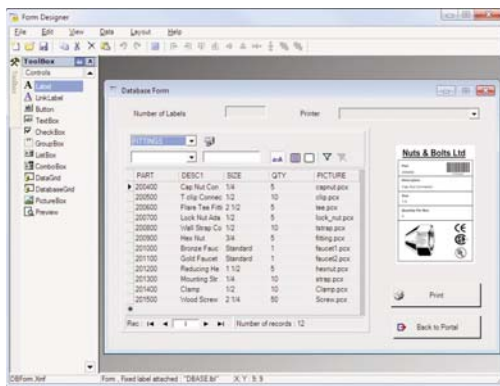 Form Designer
File Edit View Data Layout Help
ToolBox
Controls
Label
LinkLabel
Button
TextBox
CheckBox
GroupBox
ListBox
ComboBox
DataGrid
DatabaseGrid
PictureBox
Preview
Database Form
Number of Labels Printer
FITTINGS
PART DESC1 SIZE QTY PICTURE
200400 Cap Nut Con 1/4 5 capnut.pcx
200500 T clip Connec 1/2 10 clip.pcx
200600 Flare Tee Fitti 2 1/2 5 tee.pcx
200700 Lock Nut Ada 1/2 5 lock_nut.pcx
200800 Wall Strap Co 1/2 10 tstrap.pcx
200900 Hex Nut 3/4 5 fitting.pcx
201000 Bronze Fauc Standard 1 faucet1.pcx
201100 Gold Faucet Standard 1 faucet2.pcx
201200 Reducing He 1 1/2 5 hexnut.pcx
201300 Mounting Str 1/4 10 strap.pcx
201400 Clamp 1/2 10 Clamp.pcx
201500 Wood Screw 2 1/4 50 Screw.pcx
Rec: 1 Number of records : 12
Nuts & Bolts Ltd
CE
Print
Back to Portal
DBForm.Xmf Form , Fixed label attached : "DBASE.lbl" X; Y : 9; 9